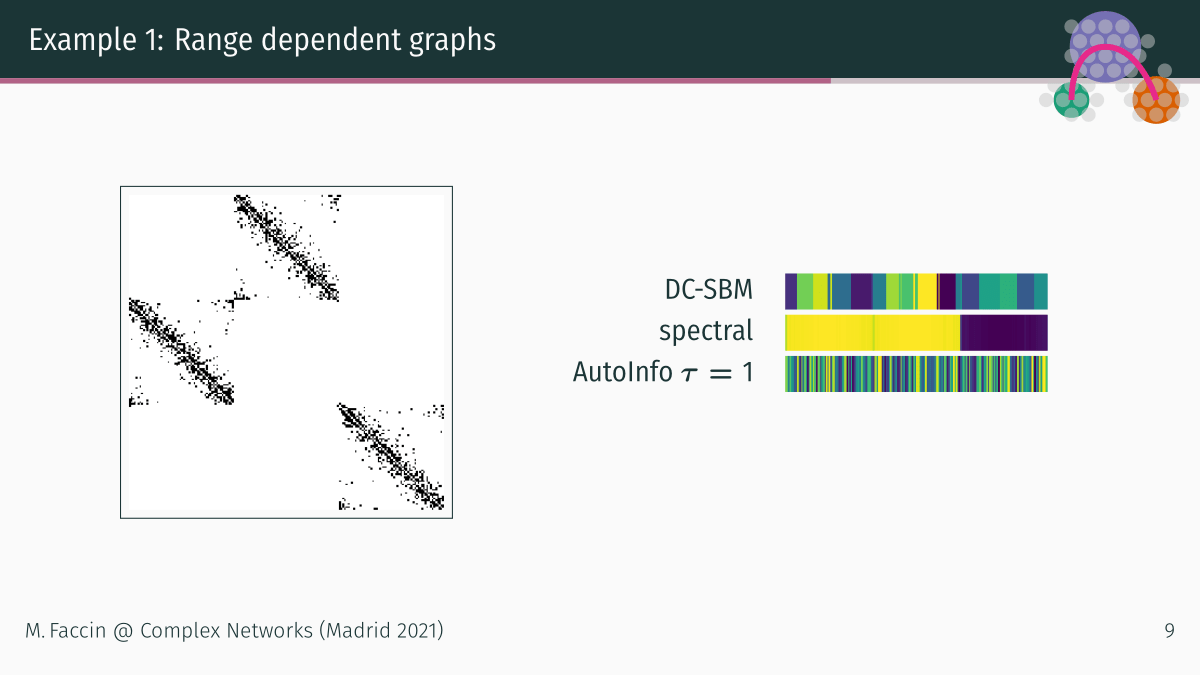 Example 1: Range dependent graphs
DC-SBM
spectral
AutoInfo τ = 1
M. Faccin @ Complex Networks (Madrid 2021)
9